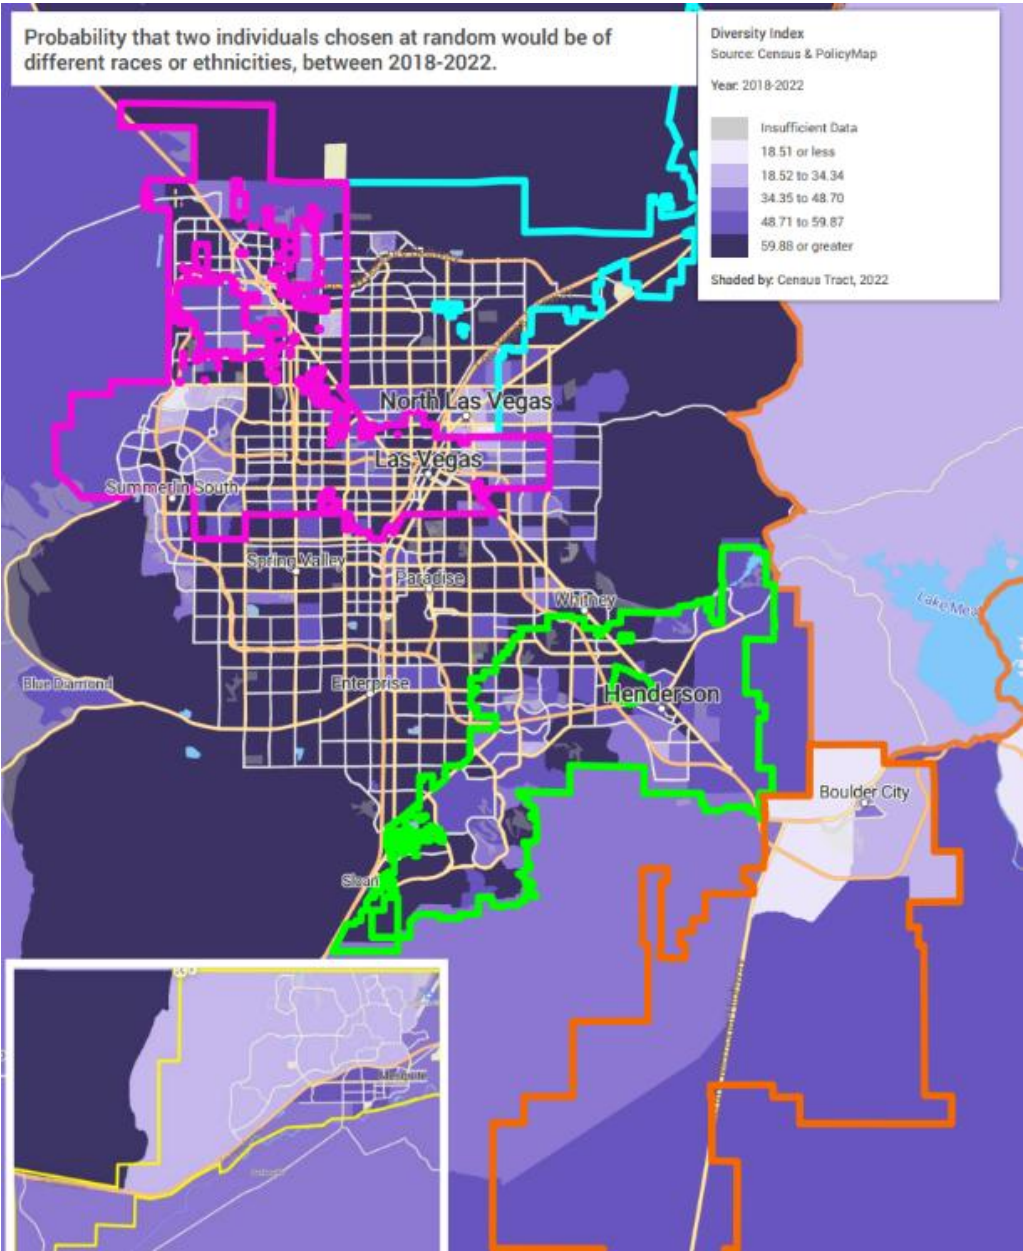 Probability that two individuals chosen at random would be of
different races or ethnicities, between 2018-2022.
Diversity Index
Source: Census & PolicyMap
Year: 2018-2022
Insufficient Data
18.51 or less
18.52 to 34.34
34.35 to 48.70
48.71 to 59.87
59.88 or greater
Shaded by: Census Tract, 2022
North Las Vegas
Las Vegas
Summerlin South
Spring Valley
Paradise
Whitney
Lake Mea
Blue Diamond
Enterprise
Henderson
Boulder City
Sloan
Mesquite